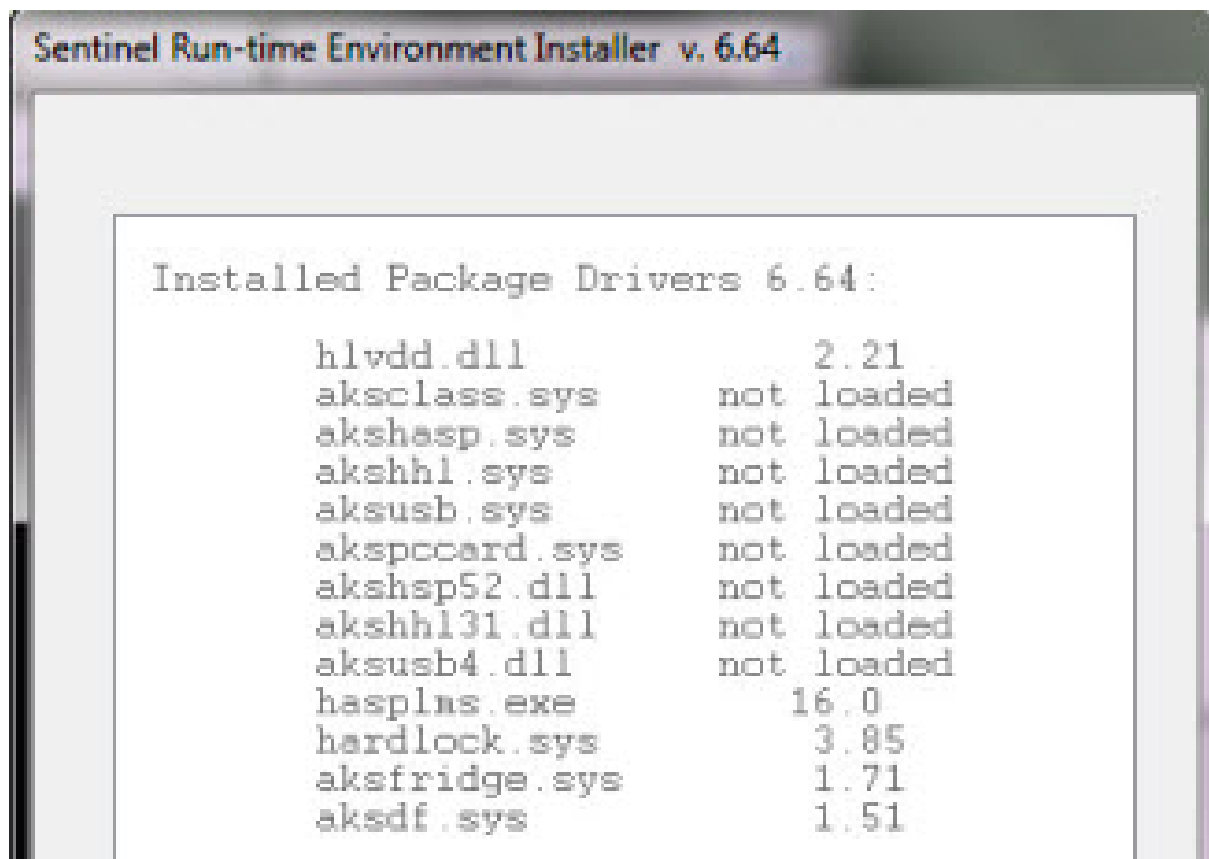 Sentinel Run-time Environment Installer v. 6.64
Installed Package Drivers 6.64:
hlvdd.dll 2.21
aksclass.sys not loaded
akshasp.sys not loaded
akshhl.sys not loaded
aksusb.sys not loaded
akspccard.sys not loaded
akshsp52.dll not loaded
akshhl31.dll not loaded
aksusb4.dll not loaded
hasplms.exe 16.0
hardlock.sys 3.85
aksfridge.sys 1.71
aksdf.sys 1.51